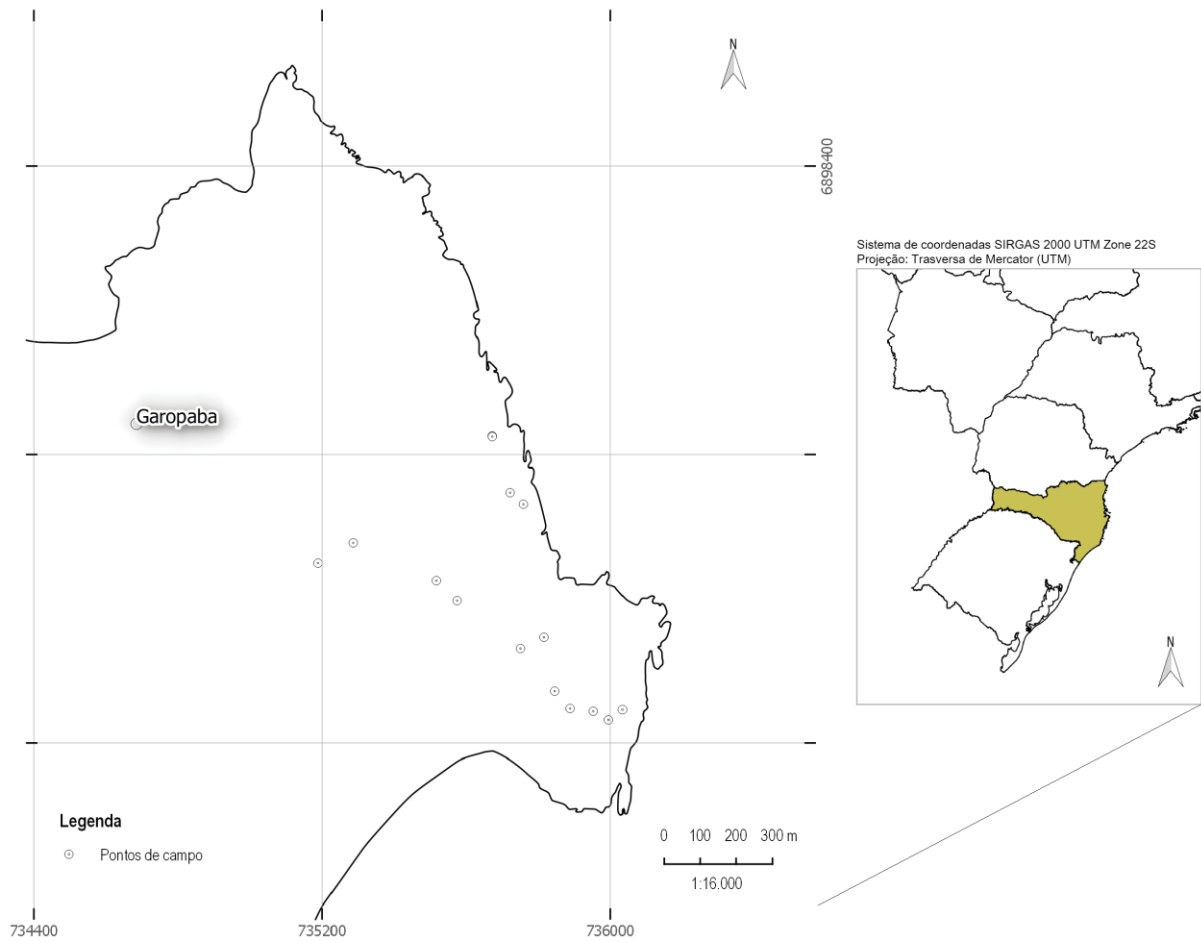 N
6898400
Sistema de coordenadas SIRGAS 2000 UTM Zone 22S
Projeção: Trasversa de Mercator (UTM)
Garopaba
N
Legenda
Pontos de campo
0 100 200 300 m
1:16.000
734400 735200 736000